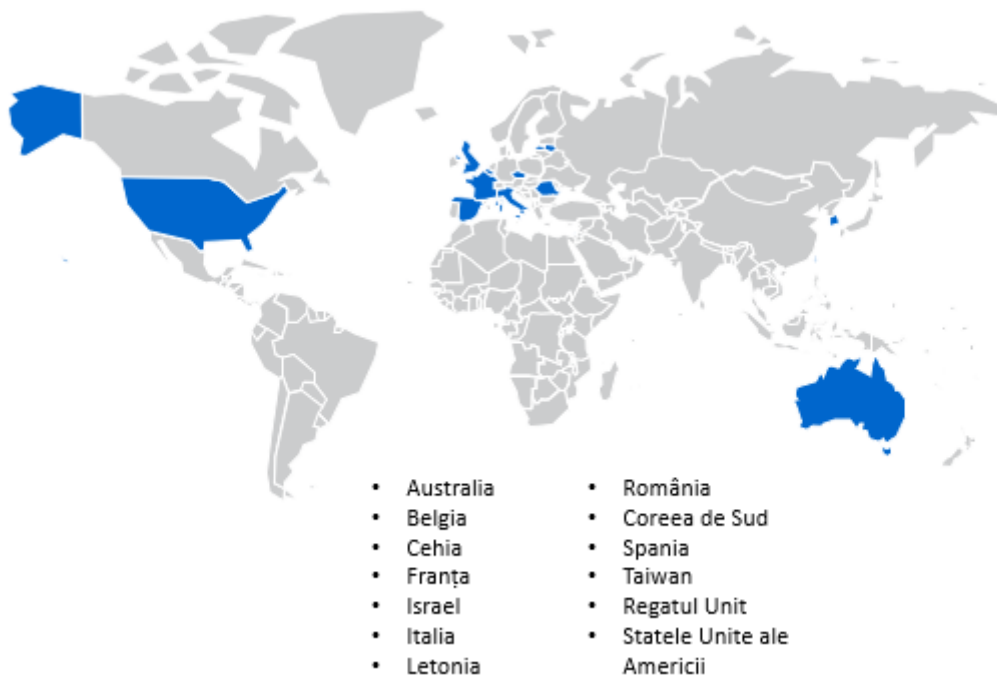 • Australia
• Belgia
• Cehia
• Franța
• Israel
• Italia
• Letonia
• România
• Coreea de Sud
• Spania
• Taiwan
• Regatul Unit
• Statele Unite ale
Americii